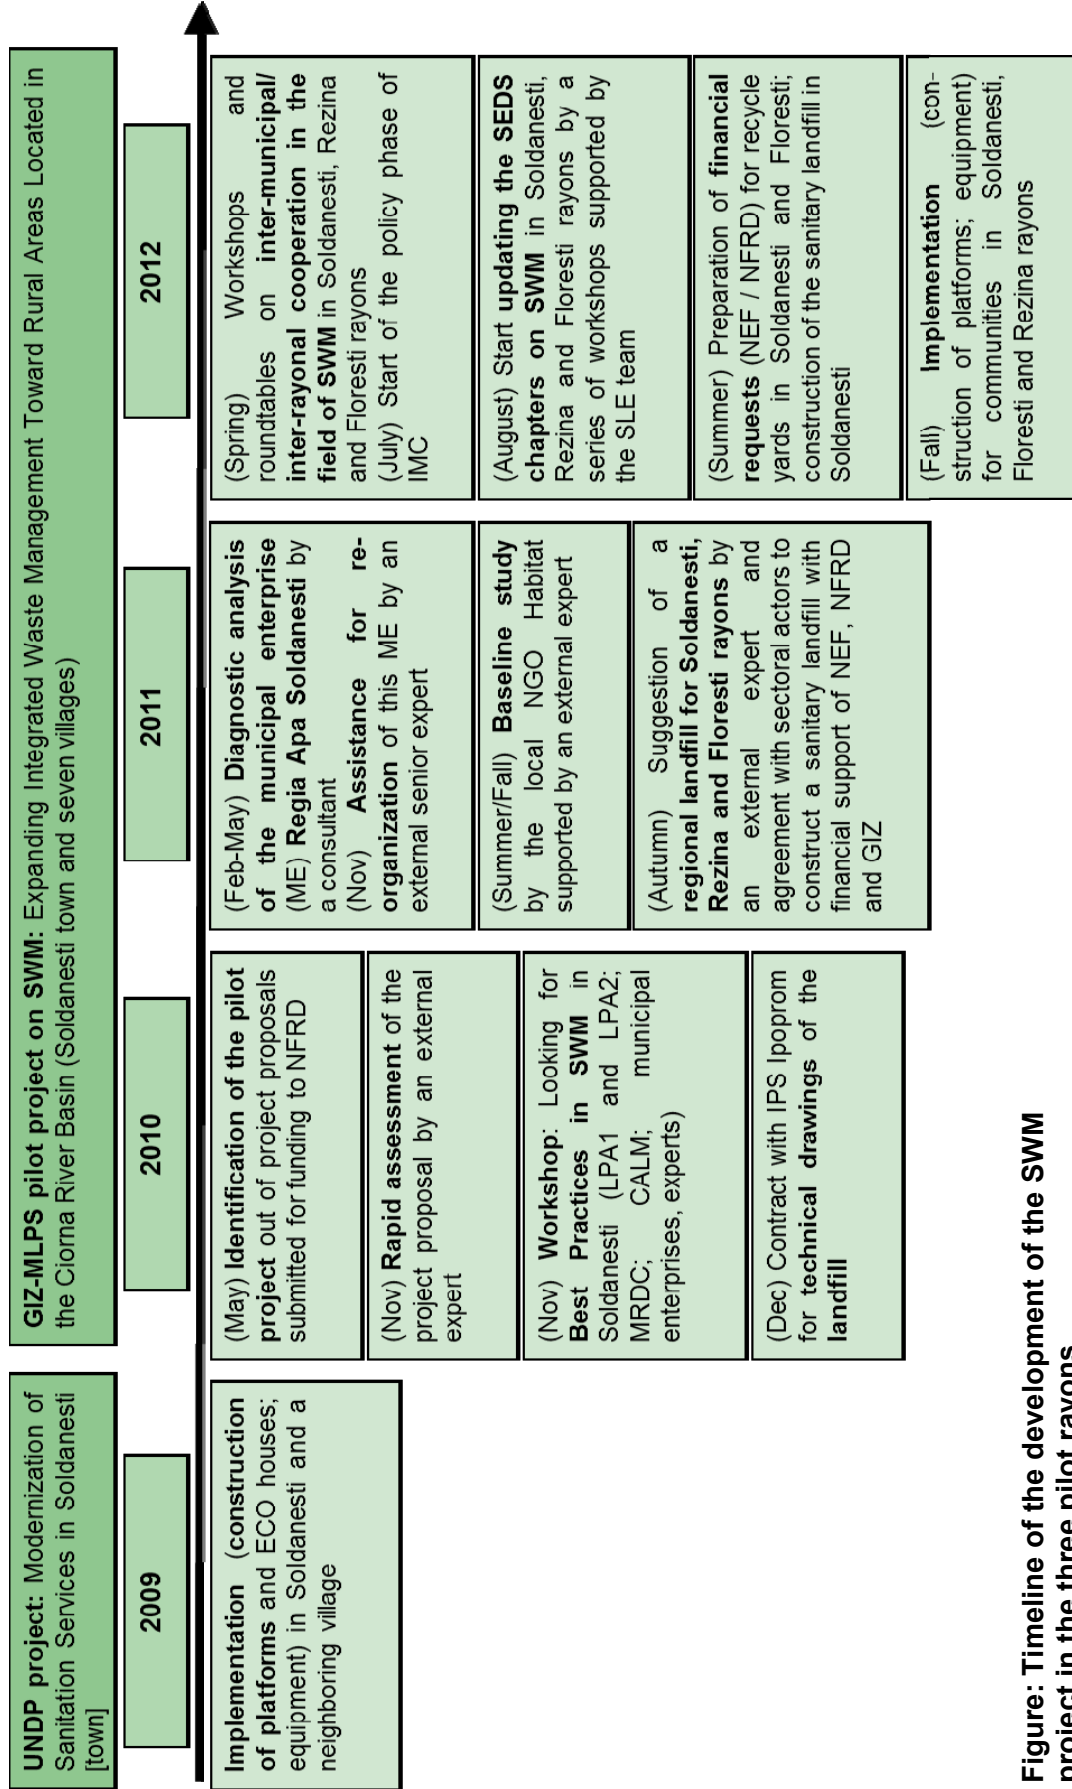 UNDP project: Modernization of
Sanitation Services in Soldanesti
[town]
GIZ-MLPS pilot project on SWM: Expanding Integrated Waste Management Toward Rural Areas Located in
the Ciorna River Basin (Soldanesti town and seven villages)
2009
2010
2011
2012
Implementation (construction
of platforms and ECO houses;
equipment) in Soldanesti and a
neighboring village
(May) Identification of the pilot
project out of project proposals
submitted for funding to NFRD
(Nov) Rapid assessment of the
project proposal by an external
expert
(Nov) Workshop: Looking for
Best Practices in SWM in
Soldanesti (LPA1 and LPA2;
MRDC; CALM; municipal
enterprises, experts)
(Dec) Contract with IPS Ipoprom
for technical drawings of the
landfill
(Feb-May) Diagnostic analysis
of the municipal enterprise
(ME) Regia Apa Soldanesti by
a consultant
(Nov) Assistance for re-
organization of this ME by an
external senior expert
(Summer/Fall) Baseline study
by the local NGO Habitat
supported by an external expert
(Autumn) Suggestion of a
regional landfill for Soldanesti,
Rezina and Floresti rayons by
an external expert and
agreement with sectoral actors to
construct a sanitary landfill with
financial support of NEF, NFRD
and GIZ
(Spring) Workshops and
roundtables on inter-municipal/
inter-rayonal cooperation in the
field of SWM in Soldanesti, Rezina
and Floresti rayons
(July) Start of the policy phase of
IMC
(August) Start updating the SEDS
chapters on SWM in Soldanesti,
Rezina and Floresti rayons by a
series of workshops supported by
the SLE team
(Summer) Preparation of financial
requests (NEF / NFRD) for recycle
yards in Soldanesti and Floresti;
construction of the sanitary landfill in
Soldanesti
(Fall) Implementation (con-
struction of platforms; equipment)
for communities in Soldanesti,
Floresti and Rezina rayons
Figure: Timeline of the development of the SWM
project in the three pilot rayons